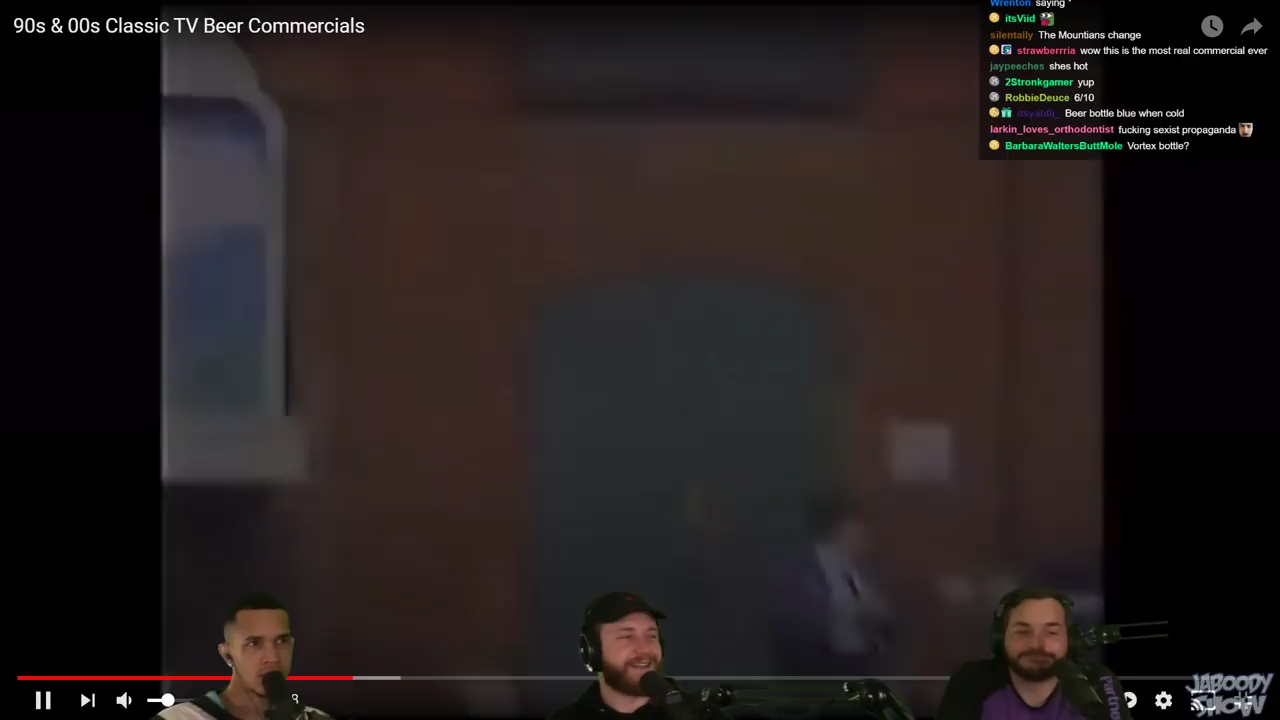 90s & 00s Classic TV Beer Commercials
Wrenton saying "
itsViid
silentally The Mountians change
strawberrria wow this is the most real commercial ever
jaypeeches shes hot
2Stronkgamer yup
RobbieDeuce 6/10
itsyab0i_ Beer bottle blue when cold
larkin_loves_orthodontist fucking sexist propaganda
BarbaraWaltersButtMole Vortex bottle?
8
JABOODY
SHOW